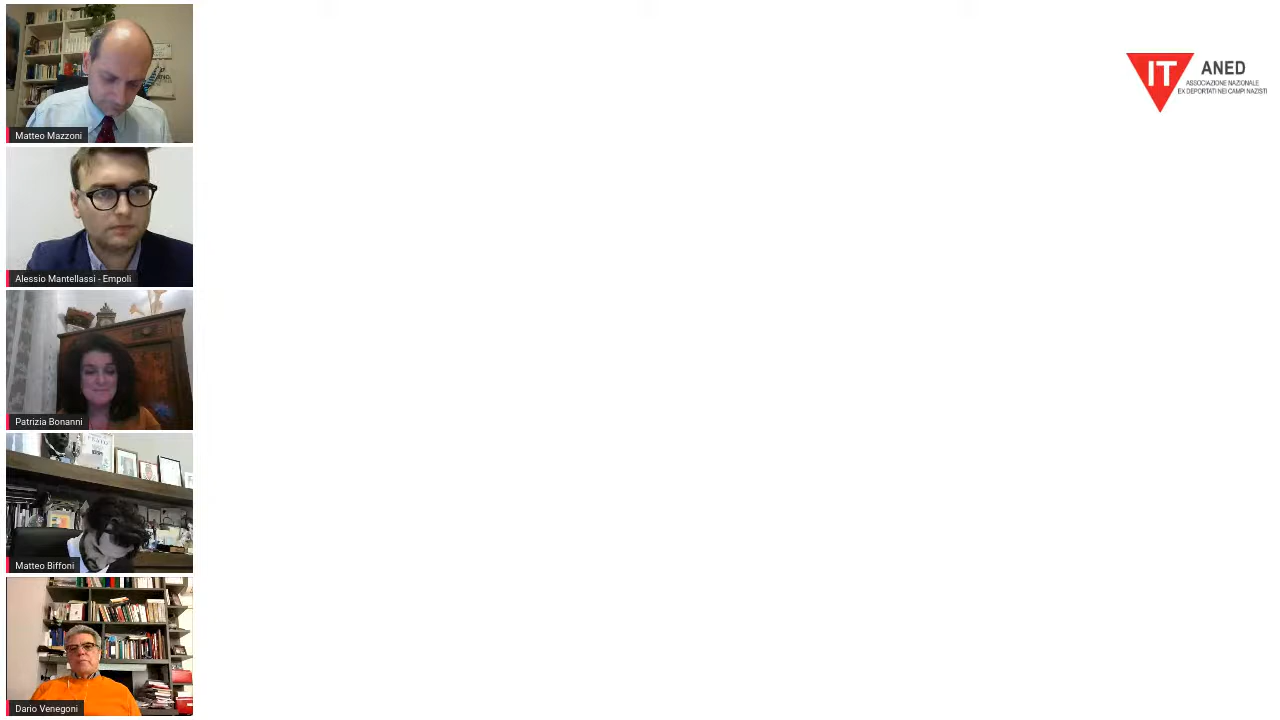 Matteo Mazzoni
Alessio Mantellassi - Empoli
Patrizia Bonanni
Matteo Biffoni
Dario Venegoni
IT
ANED
ASSOCIAZIONE NAZIONALE
EX DEPORTATI NEI CAMPI NAZISTI